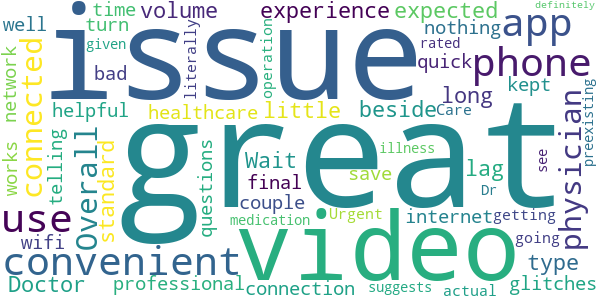 issue
great
video
convenient
phone
app
use
physician
connected
Overall
time
volume
experience
expected
definitely
well
turn
given
literally
operation
nothing
rated
bad
quick
long
kept
network
helpful
healthcare
little
beside
Care
preexisting
works
telling
standard
questions
Wait
final
save
illness
lag
see
Dr
couple
wifi
medication
Urgent
internet
getting
going
type
Doctor
professional
connection
suggests
actual
glitches